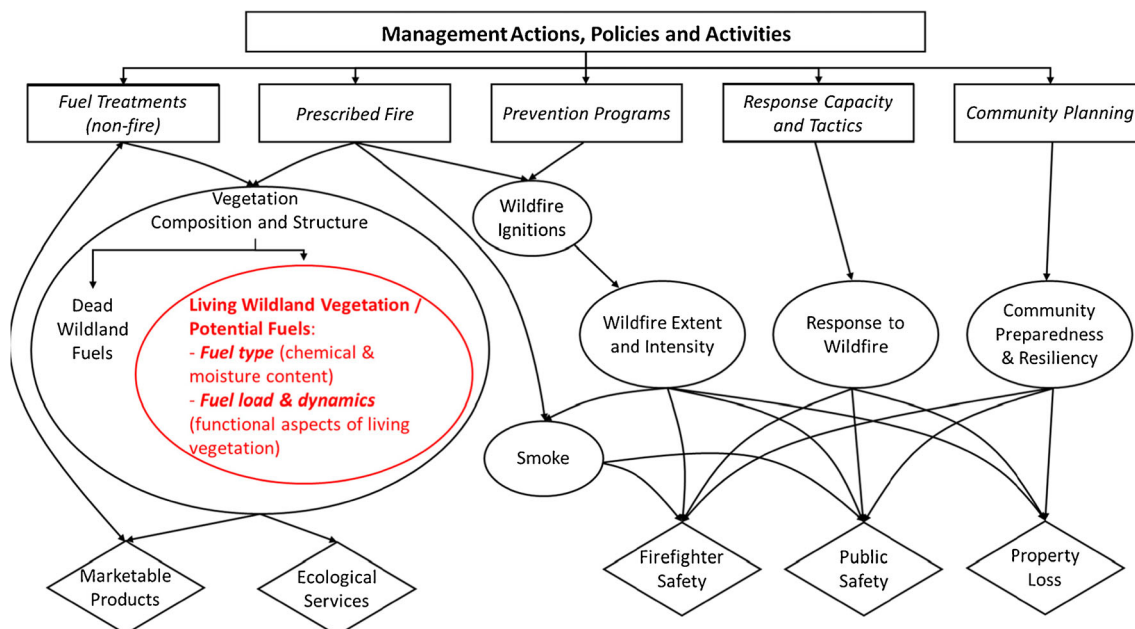 Management Actions, Policies and Activities
Fuel Treatments
(non-fire)
Prescribed Fire
Prevention Programs
Response Capacity
and Tactics
Community Planning
Vegetation
Composition and Structure
Dead
Wildland
Fuels
Living Wildland Vegetation /
Potential Fuels:
- Fuel type (chemical &
moisture content)
- Fuel load & dynamics
(functional aspects of living
vegetation)
Wildfire
Ignitions
Wildfire Extent
and Intensity
Response to
Wildfire
Community
Preparedness
& Resiliency
Smoke
Marketable
Products
Ecological
Services
Firefighter
Safety
Public
Safety
Property
Loss